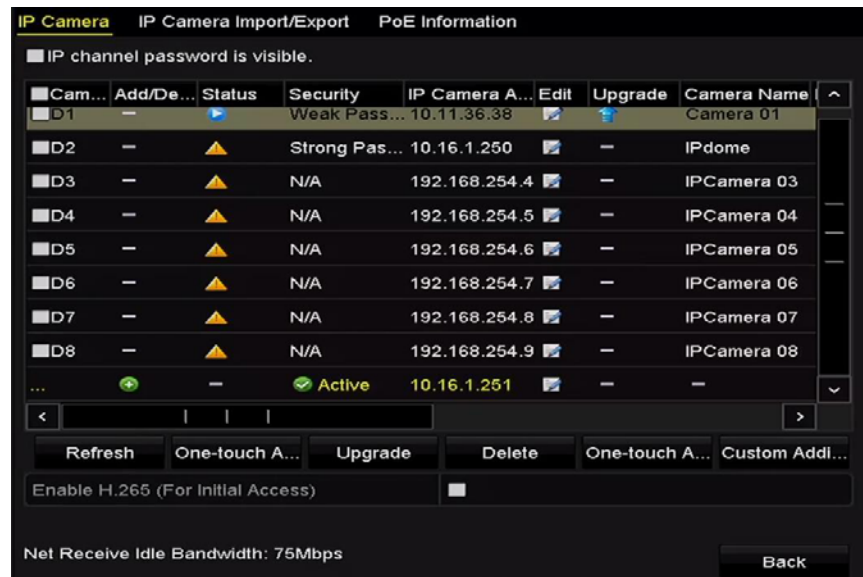 IP Camera IP Camera Import/Export PoE Information
IP channel password is visible.
Cam... Add/De... Status Security IP Camera A... Edit Upgrade Camera Name
D1 – Weak Pass... 10.11.36.38 Camera 01
D2 – Strong Pas... 10.16.1.250 – IPdome
D3 – N/A 192.168.254.4 – IPCamera 03
D4 – N/A 192.168.254.5 – IPCamera 04
D5 – N/A 192.168.254.6 – IPCamera 05
D6 – N/A 192.168.254.7 – IPCamera 06
D7 – N/A 192.168.254.8 – IPCamera 07
D8 – N/A 192.168.254.9 – IPCamera 08
... – Active 10.16.1.251 – –
Refresh One-touch A... Upgrade Delete One-touch A... Custom Addi...
Enable H.265 (For Initial Access)
Net Receive Idle Bandwidth: 75Mbps
Back